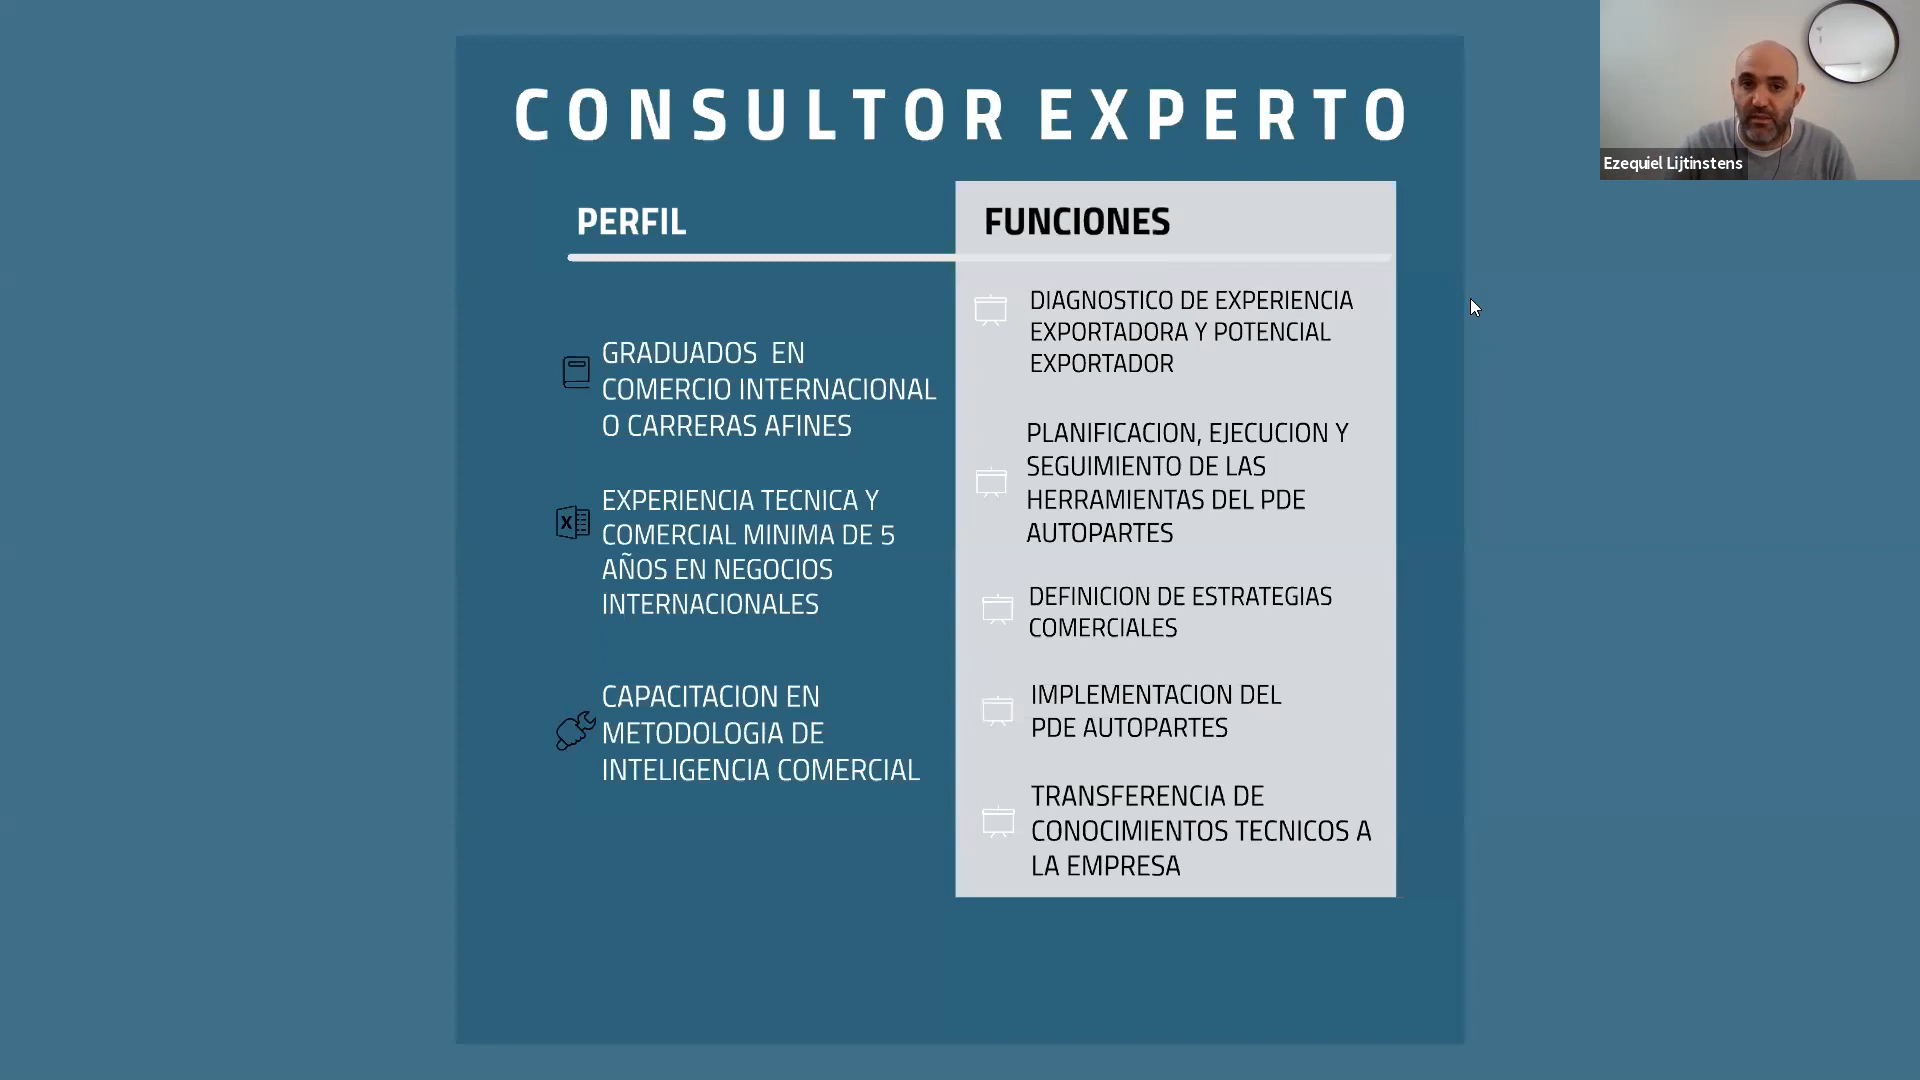 CONSULTOR EXPERTO
PERFIL
GRADUADOS EN
COMERCIO INTERNACIONAL
O CARRERAS AFINES
EXPERIENCIA TECNICA Y
COMERCIAL MINIMA DE 5
AÑOS EN NEGOCIOS
INTERNACIONALES
CAPACITACION EN
METODOLOGIA DE
INTELIGENCIA COMERCIAL
FUNCIONES
DIAGNOSTICO DE EXPERIENCIA
EXPORTADORA Y POTENCIAL
EXPORTADOR
PLANIFICACION, EJECUCION Y
SEGUIMIENTO DE LAS
HERRAMIENTAS DEL PDE
AUTOPARTES
DEFINICION DE ESTRATEGIAS
COMERCIALES
IMPLEMENTACION DEL
PDE AUTOPARTES
TRANSFERENCIA DE
CONOCIMIENTOS TECNICOS A
LA EMPRESA
Ezequiel Lijtinstens